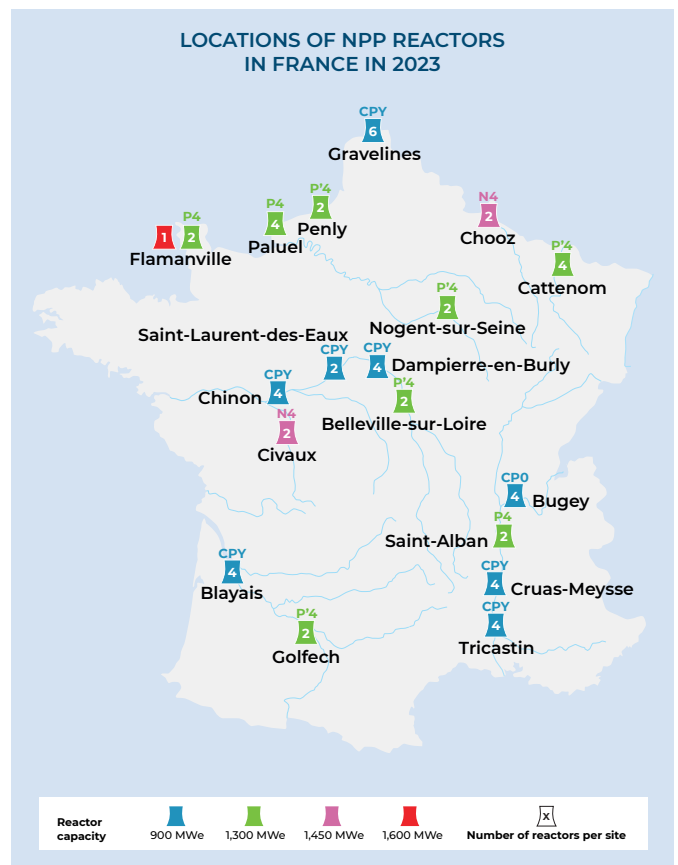 LOCATIONS OF NPP REACTORS
IN FRANCE IN 2023
CPY
6
Gravelines
P'4
2
Penly
P4
4
Paluel
N4
2
Chooz
1
P4
2
Flamanville
P'4
4
Cattenom
P'4
2
Nogent-sur-Seine
Saint-Laurent-des-Eaux
CPY
2
CPY
4
Dampierre-en-Burly
CPY
4
Chinon
P'4
2
Belleville-sur-Loire
N4
2
Civaux
CP0
4
Bugey
P4
2
Saint-Alban
CPY
4
Blayais
CPY
4
Cruas-Meysse
CPY
4
Tricastin
P'4
2
Golfech
Reactor
capacity
900 MWe
1,300 MWe
1,450 MWe
1,600 MWe
x
Number of reactors per site